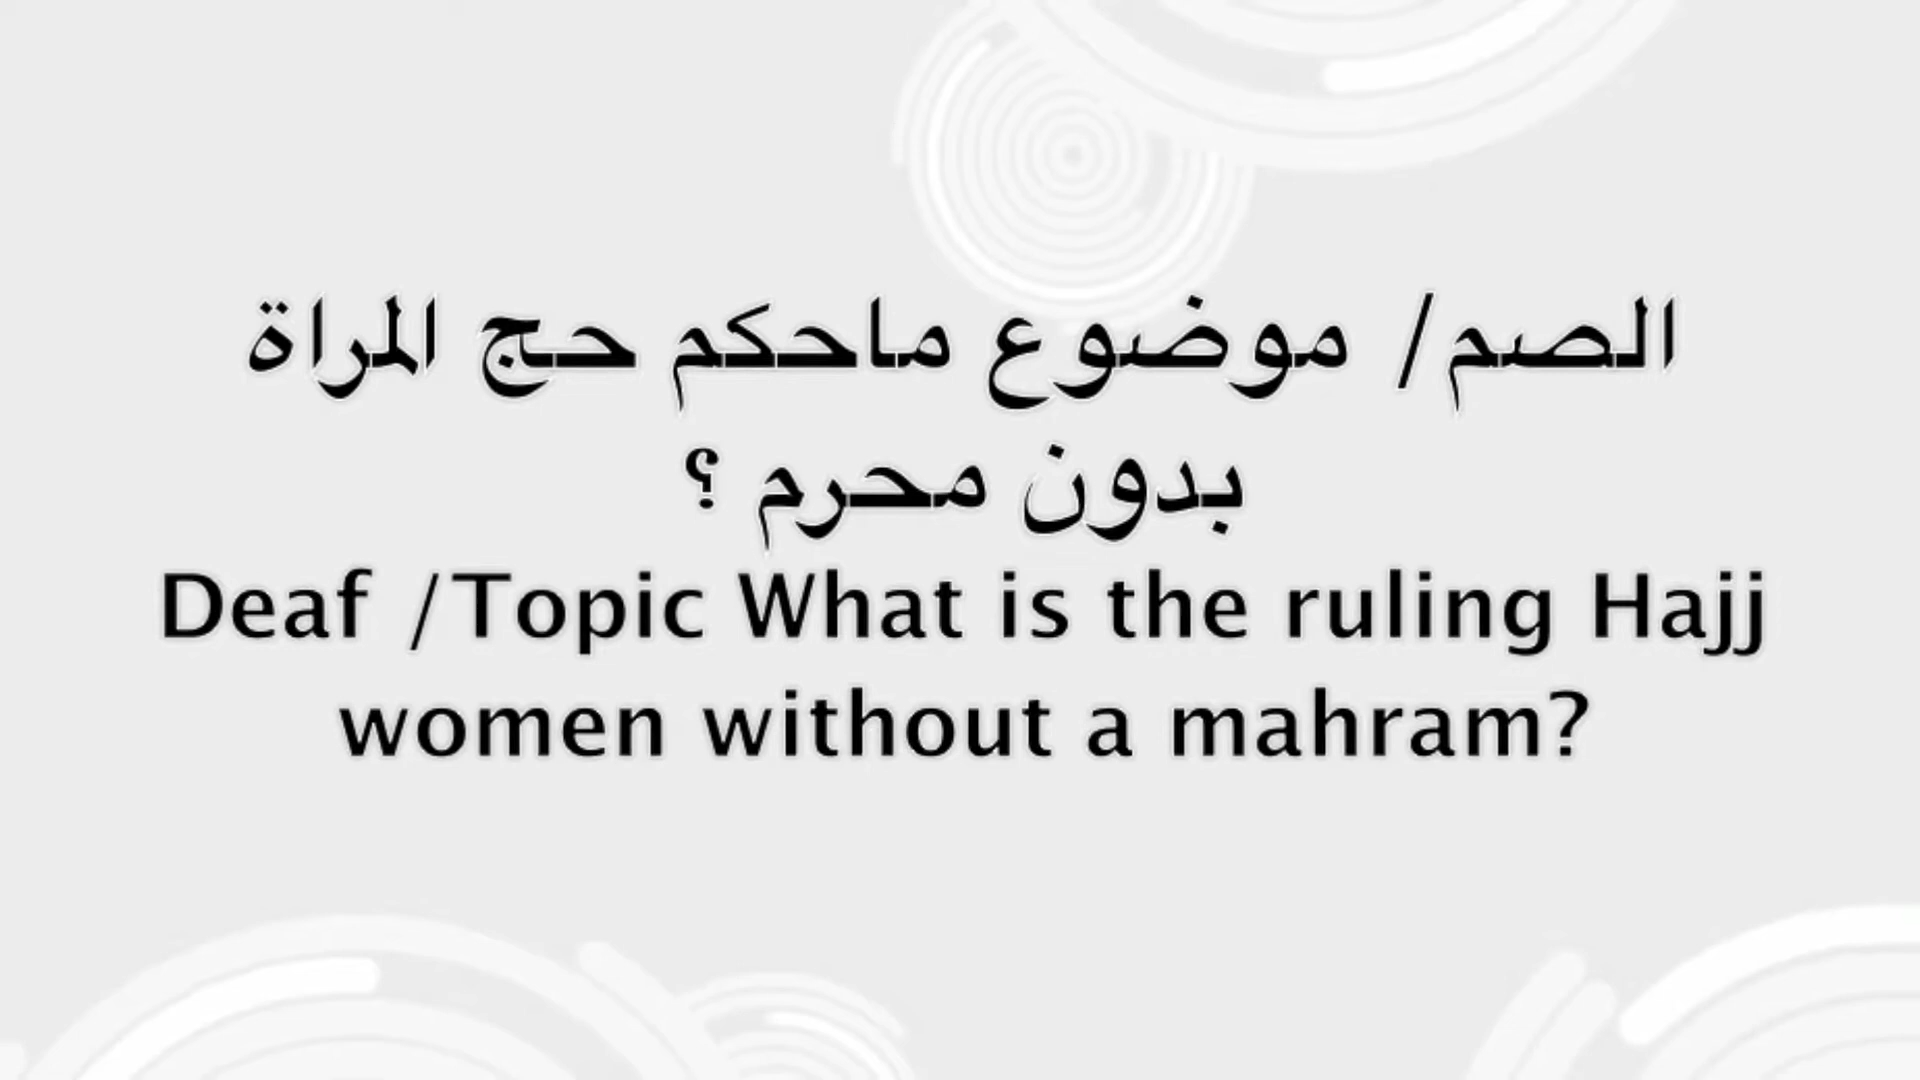 الصم/ موضوع ماحكم حج المراة
بدون محرم ؟
Deaf /Topic What is the ruling Hajj
women without a mahram?